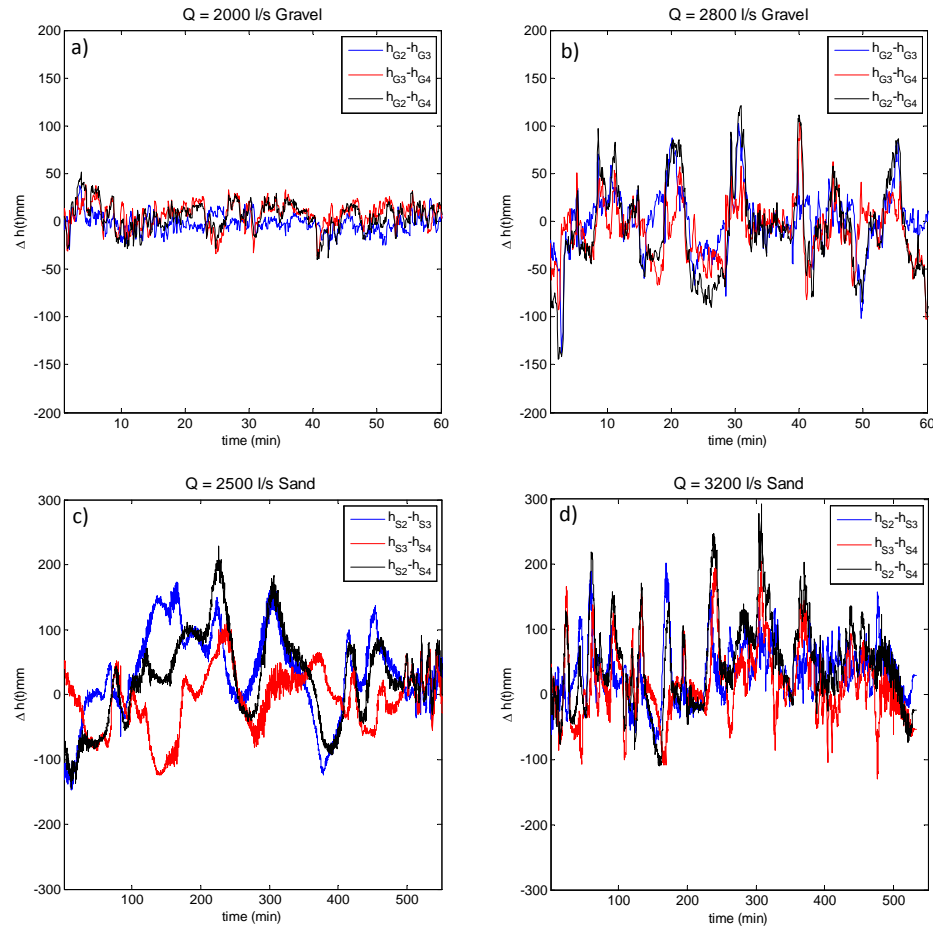 Q = 2000 l/s Gravel
a)
h_G2-h_G3
h_G3-h_G4
h_G2-h_G4
Δ h(t)mm
200
150
100
50
0
-50
-100
-150
-200
10 20 30 40 50 60
time (min)
Q = 2800 l/s Gravel
b)
h_G2-h_G3
h_G3-h_G4
h_G2-h_G4
Δ h(t)mm
200
150
100
50
0
-50
-100
-150
-200
10 20 30 40 50 60
time (min)
Q = 2500 l/s Sand
c)
h_S2-h_S3
h_S3-h_S4
h_S2-h_S4
Δ h(t)mm
300
200
100
0
-100
-200
-300
100 200 300 400 500
time (min)
Q = 3200 l/s Sand
d)
h_S2-h_S3
h_S3-h_S4
h_S2-h_S4
Δ h(t)mm
300
200
100
0
-100
-200
-300
100 200 300 400 500
time (min)